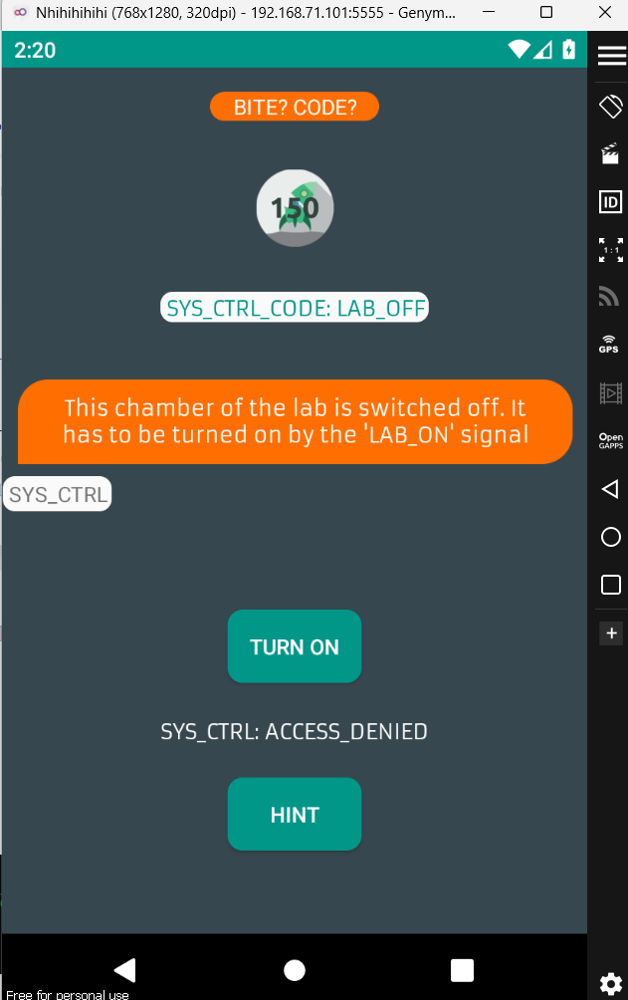 Nhihihihihi (768x1280, 320dpi) - 192.168.71.101:5555 - Genym...
2:20
BITE? CODE?
150
SYS_CTRL_CODE: LAB_OFF
This chamber of the lab is switched off. It
has to be turned on by the 'LAB_ON' signal
SYS_CTRL
TURN ON
SYS_CTRL: ACCESS_DENIED
HINT
Free for personal use
ID
1:1
GPS
Open
GAPPS